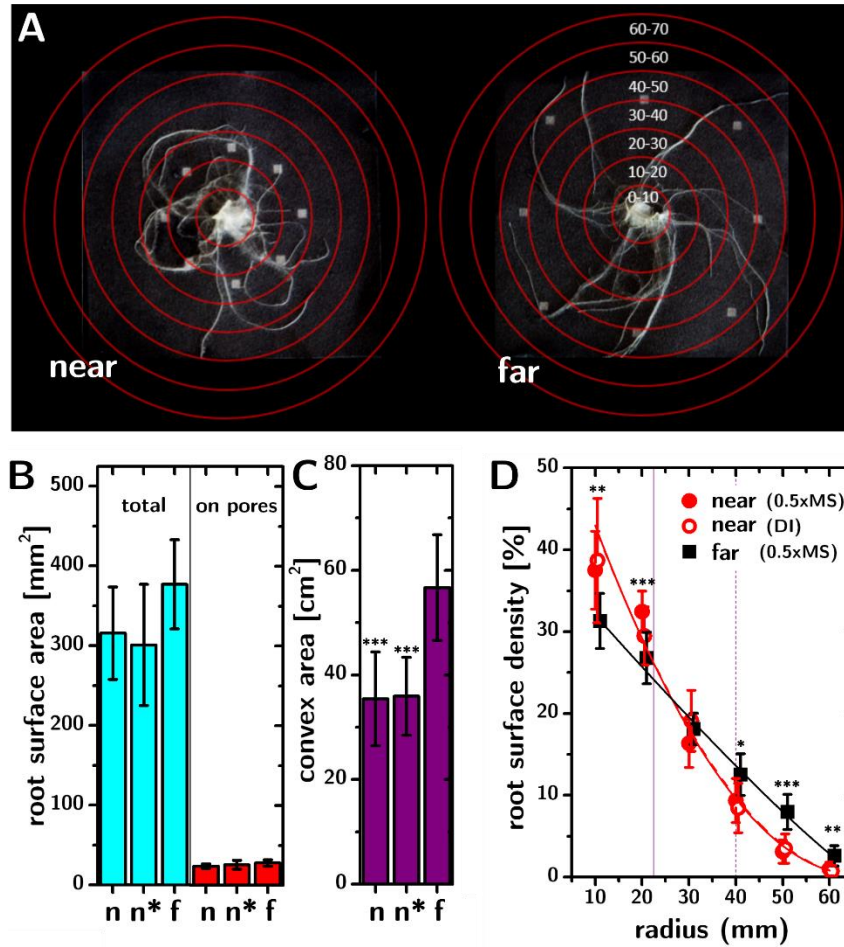 A
60-70
50-60
40-50
30-40
20-30
10-20
0-10
near
far
B
root surface area [mm²]
500
400
300
200
100
0
total
on pores
n
n*
f
n
n*
f
C
convex area [cm²]
80
60
40
20
0
***
***
n
n*
f
D
root surface density [%]
50
40
30
20
10
0
near (0.5xMS)
near (DI)
far (0.5xMS)
**
***
*
***
**
10 20 30 40 50 60
radius (mm)